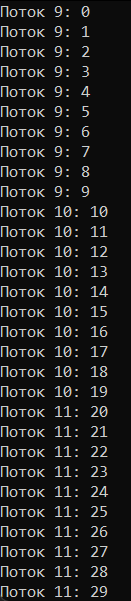 Поток 9: 0
Поток 9: 1
Поток 9: 2
Поток 9: 3
Поток 9: 4
Поток 9: 5
Поток 9: 6
Поток 9: 7
Поток 9: 8
Поток 9: 9
Поток 10: 10
Поток 10: 11
Поток 10: 12
Поток 10: 13
Поток 10: 14
Поток 10: 15
Поток 10: 16
Поток 10: 17
Поток 10: 18
Поток 10: 19
Поток 11: 20
Поток 11: 21
Поток 11: 22
Поток 11: 23
Поток 11: 24
Поток 11: 25
Поток 11: 26
Поток 11: 27
Поток 11: 28
Поток 11: 29